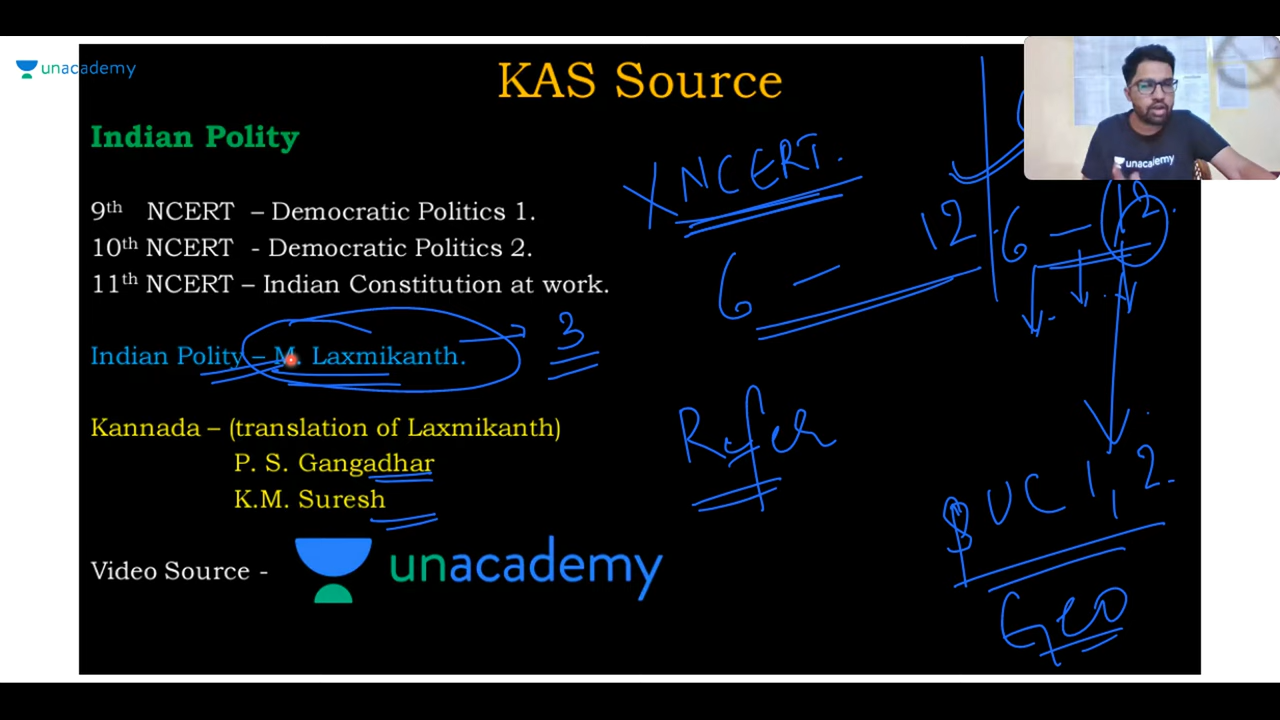 unacademy
KAS Source
Indian Polity
9th NCERT – Democratic Politics 1.
10th NCERT - Democratic Politics 2.
11th NCERT – Indian Constitution at work.
Indian Polity – M. Laxmikanth.
Kannada – (translation of Laxmikanth)
P. S. Gangadhar
K.M. Suresh
Video Source -
unacademy
X NCERT.
6 – 12
6 – 12.
3
Refer
PUC 1, 2.
Geo
unacademy